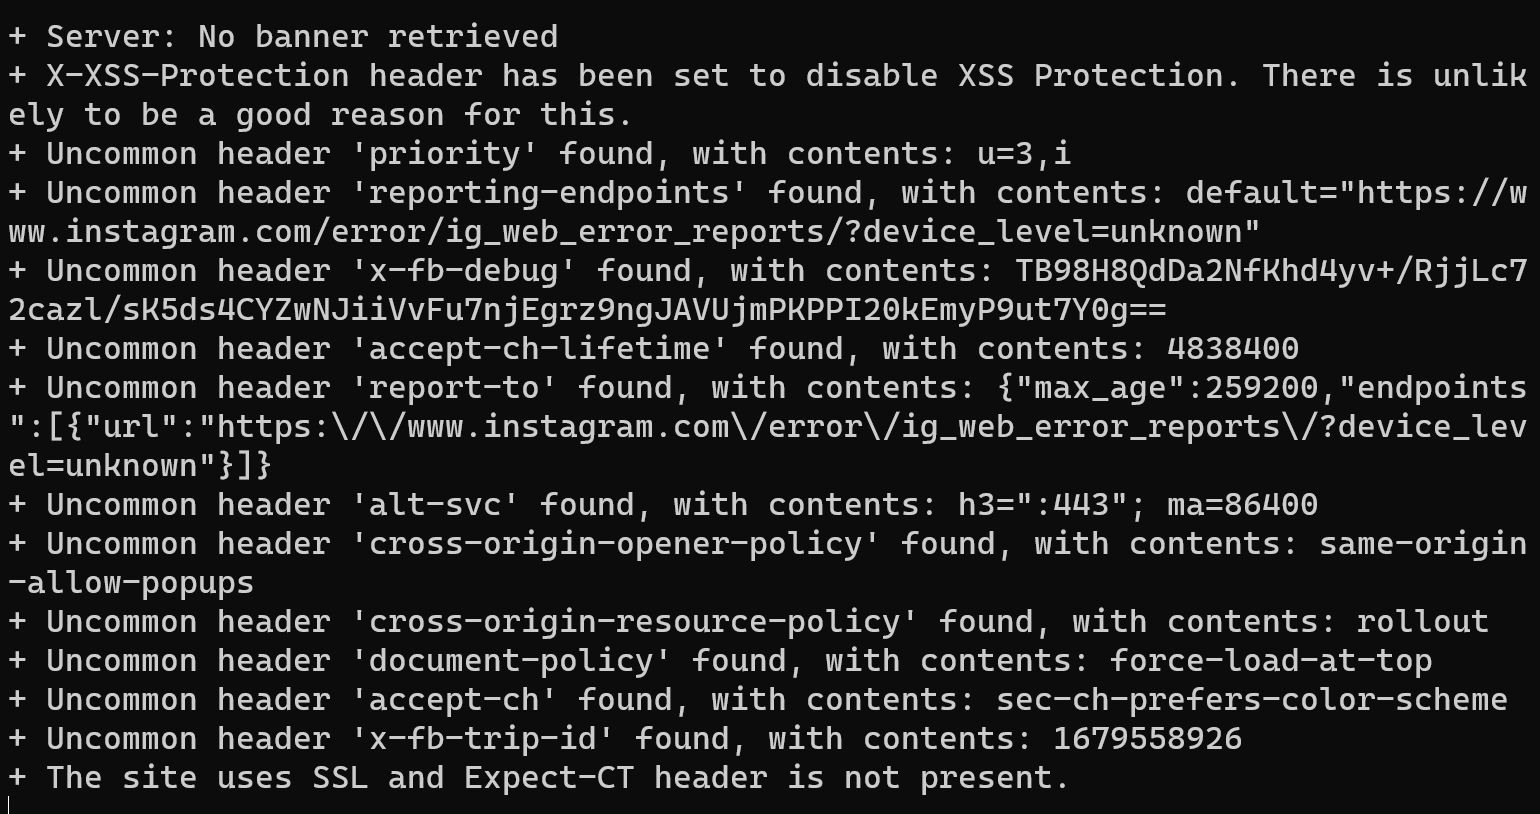 + Server: No banner retrieved
+ X-XSS-Protection header has been set to disable XSS Protection. There is unlik
ely to be a good reason for this.
+ Uncommon header 'priority' found, with contents: u=3,i
+ Uncommon header 'reporting-endpoints' found, with contents: default="https://w
ww.instagram.com/error/ig_web_error_reports/?device_level=unknown"
+ Uncommon header 'x-fb-debug' found, with contents: TB98H8QdDa2NfKhd4yv+/RjjLc7
2cazl/sK5ds4CYZwNJiiVvFu7njEgrz9ngJAVUjmPKPPI20kEmyP9ut7Y0g==
+ Uncommon header 'accept-ch-lifetime' found, with contents: 4838400
+ Uncommon header 'report-to' found, with contents: {"max_age":259200,"endpoints
":[{"url":"https:\/\/www.instagram.com\/error\/ig_web_error_reports\/?device_lev
el=unknown"}]}
+ Uncommon header 'alt-svc' found, with contents: h3=":443"; ma=86400
+ Uncommon header 'cross-origin-opener-policy' found, with contents: same-origin
-allow-popups
+ Uncommon header 'cross-origin-resource-policy' found, with contents: rollout
+ Uncommon header 'document-policy' found, with contents: force-load-at-top
+ Uncommon header 'accept-ch' found, with contents: sec-ch-prefers-color-scheme
+ Uncommon header 'x-fb-trip-id' found, with contents: 1679558926
+ The site uses SSL and Expect-CT header is not present.